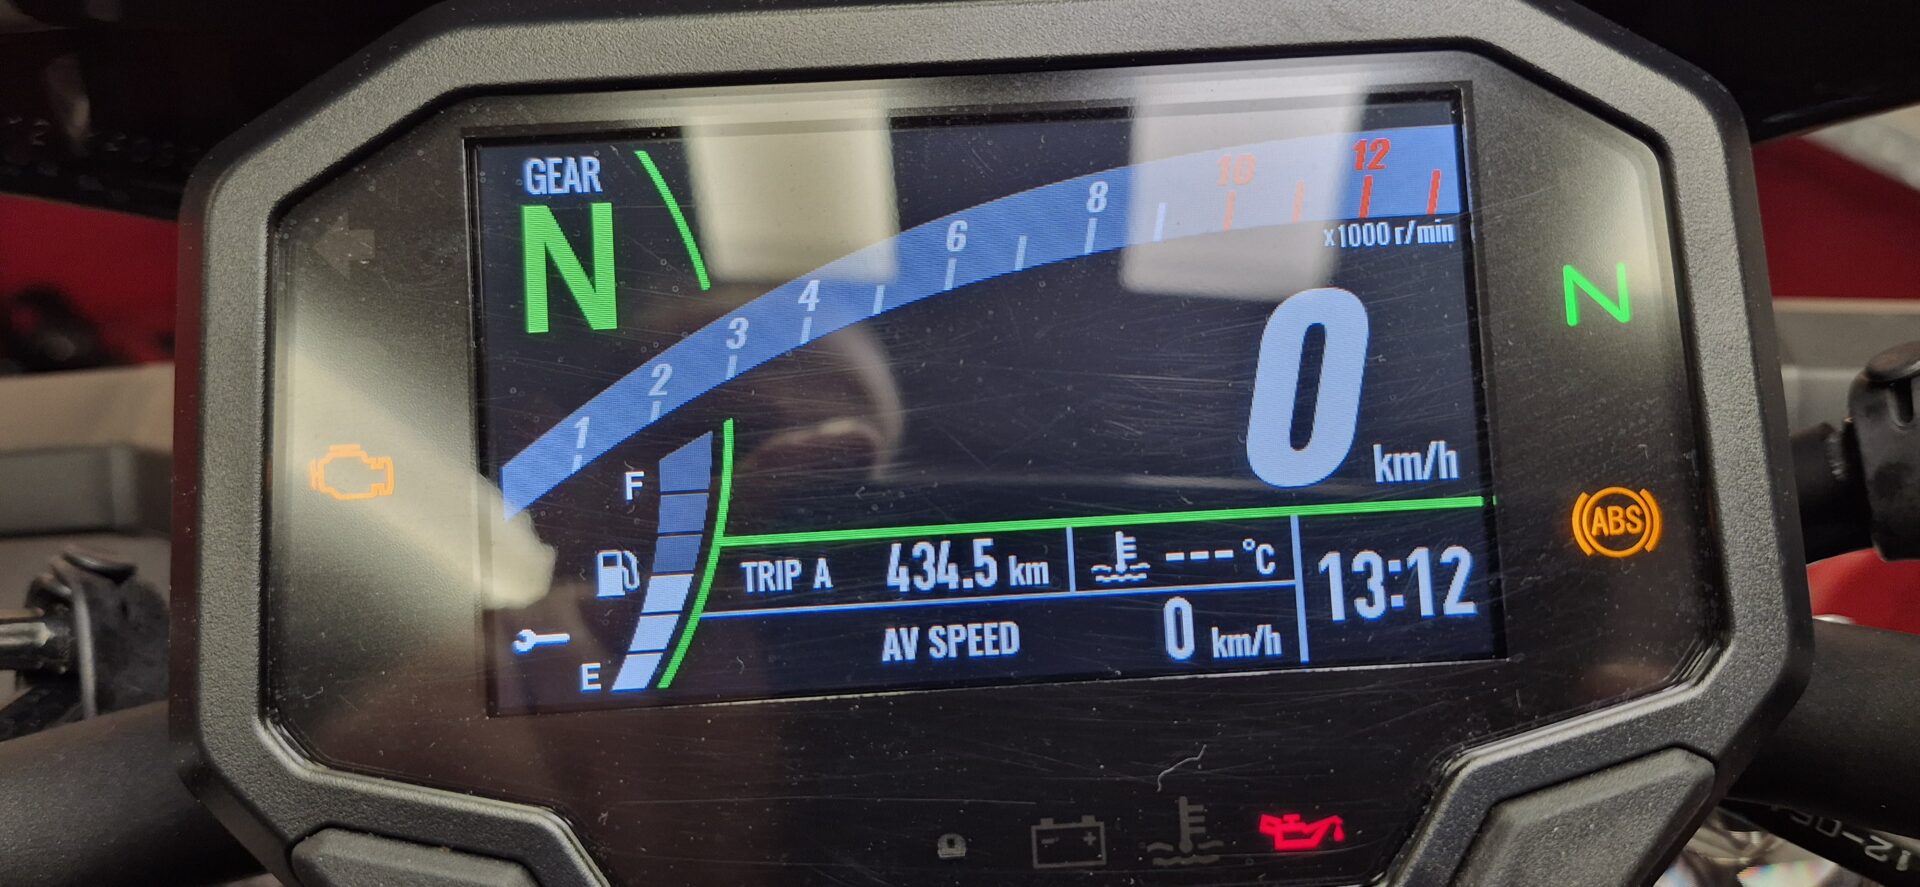 GEAR
N
1 2 3 4 6 8 10 12
x1000 r/min
N
0 km/h
F
E
ABS
TRIP A 434.5 km
---°C
13:12
AV SPEED 0 km/h